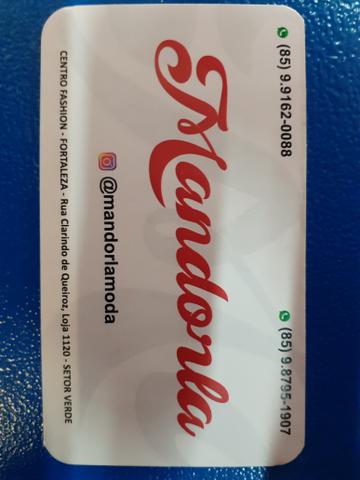 (85) 9.9162-0088 (85) 9.8795-1907
Mandorla
@mandorlamoda
CENTRO FASHION - FORTALEZA - Rua Clarindo de Queiroz, Loja 1120 - SETOR VERDE